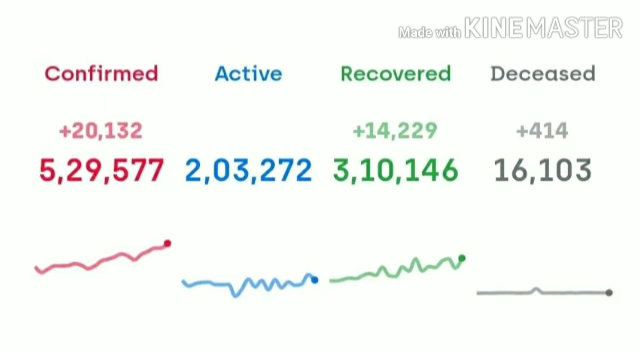 Made with KINEMASTER
Confirmed Active Recovered Deceased
+20,132 +14,229 +414
5,29,577 2,03,272 3,10,146 16,103